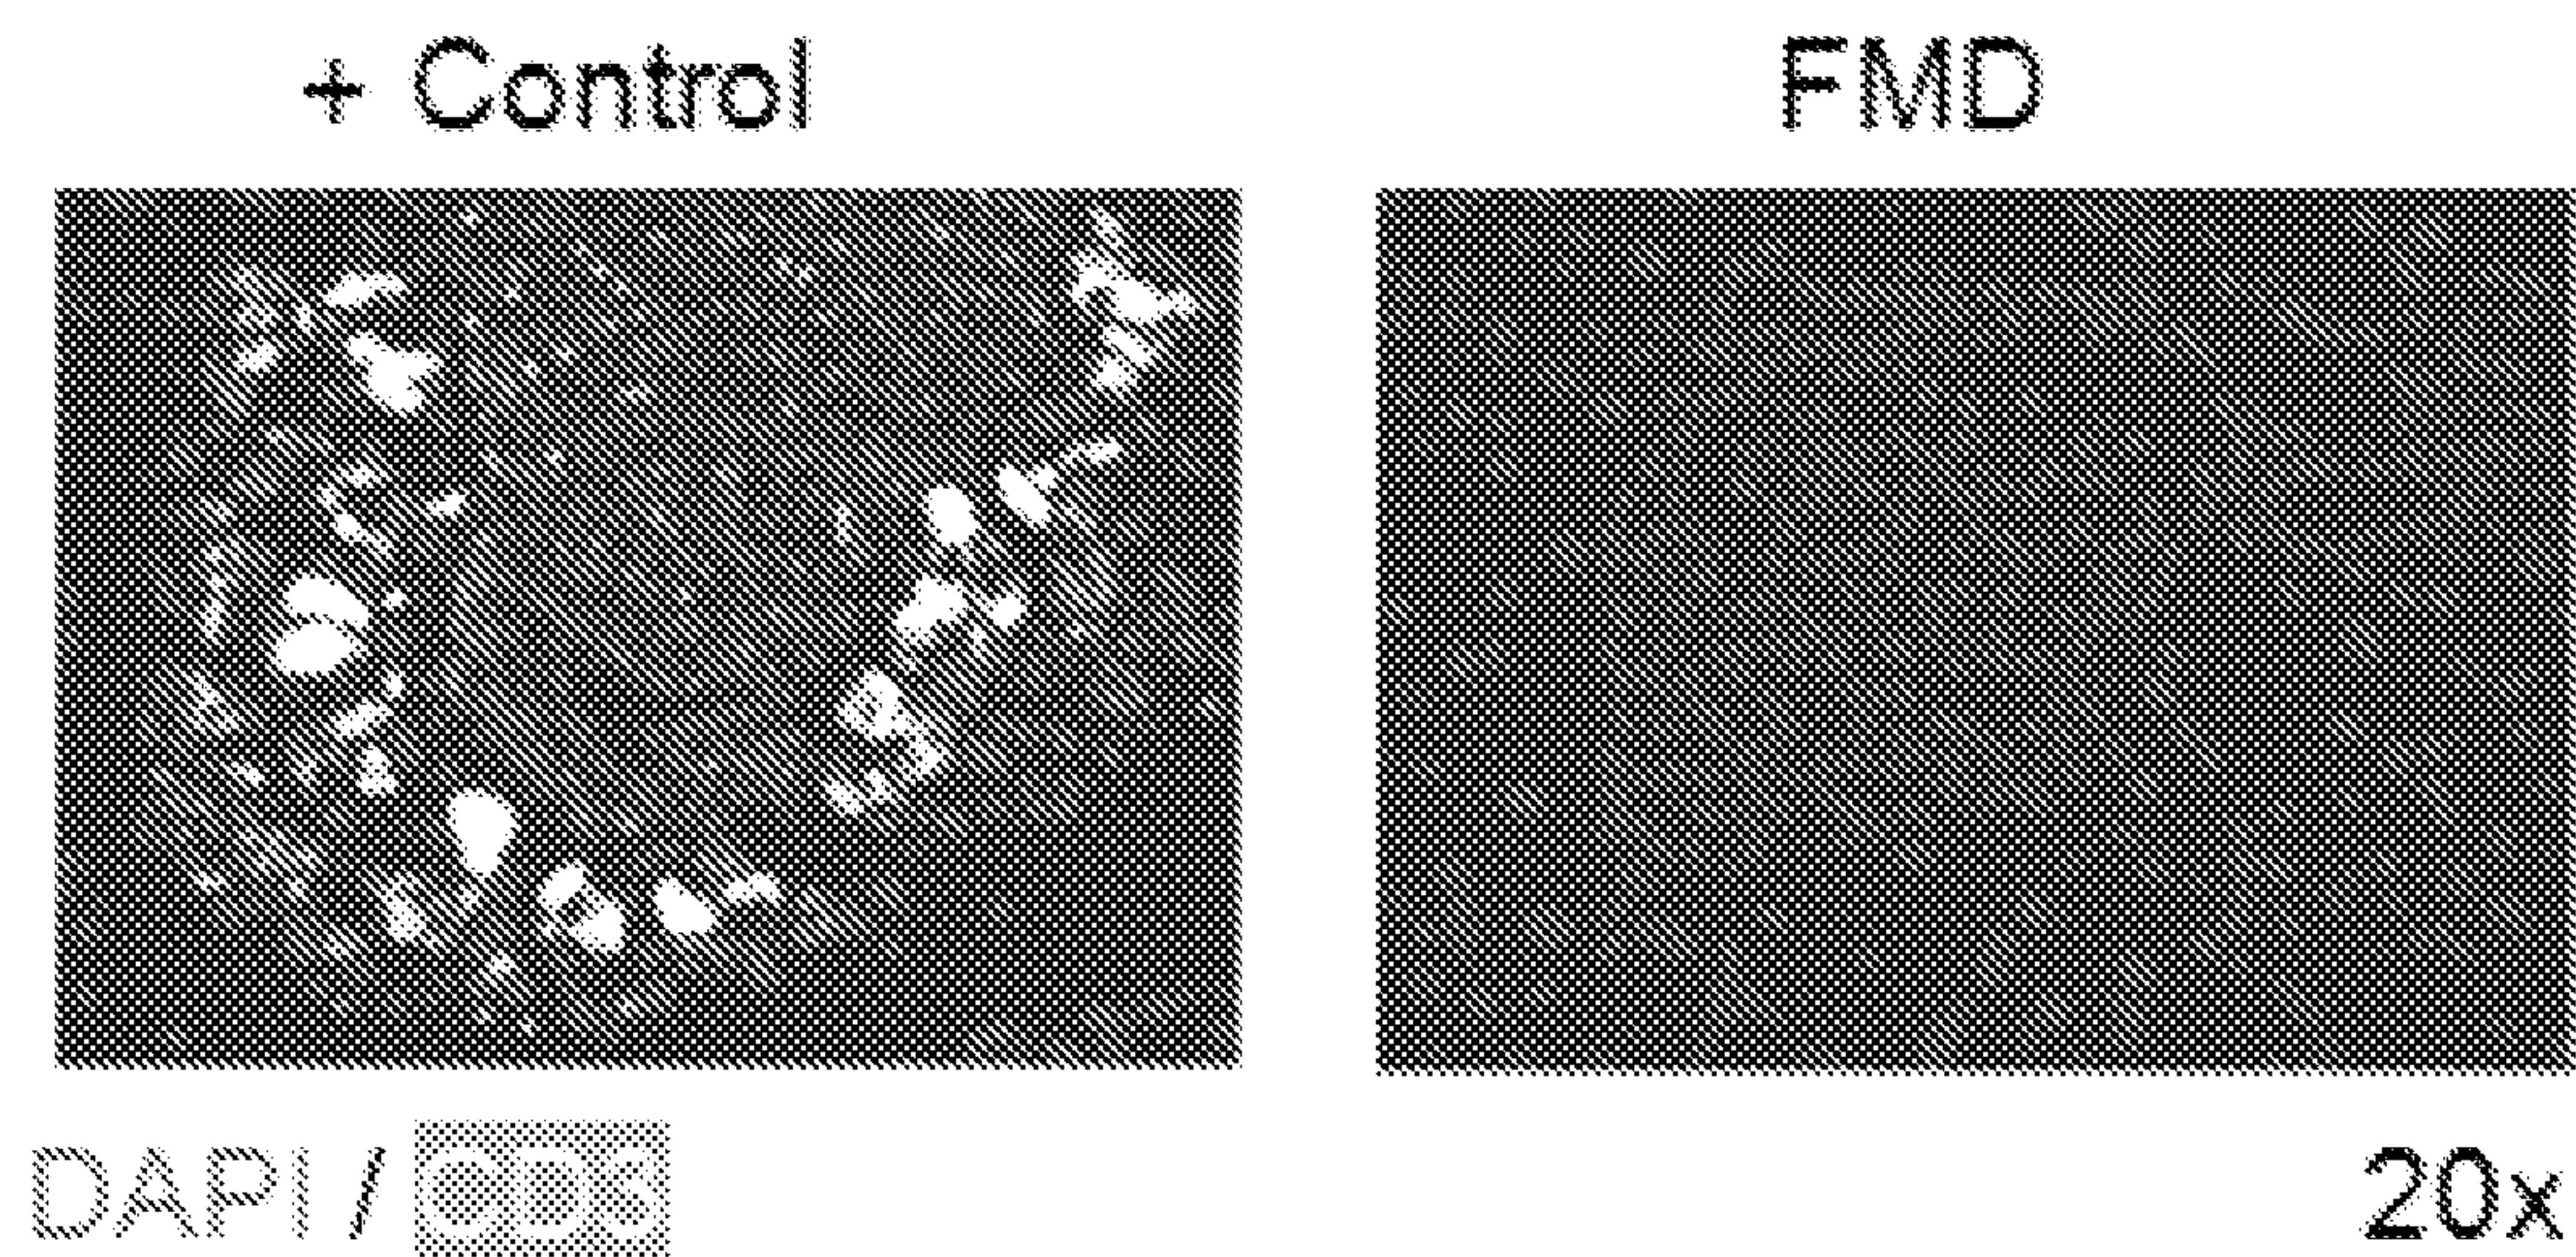 + Control FMD
DAPI /
20x